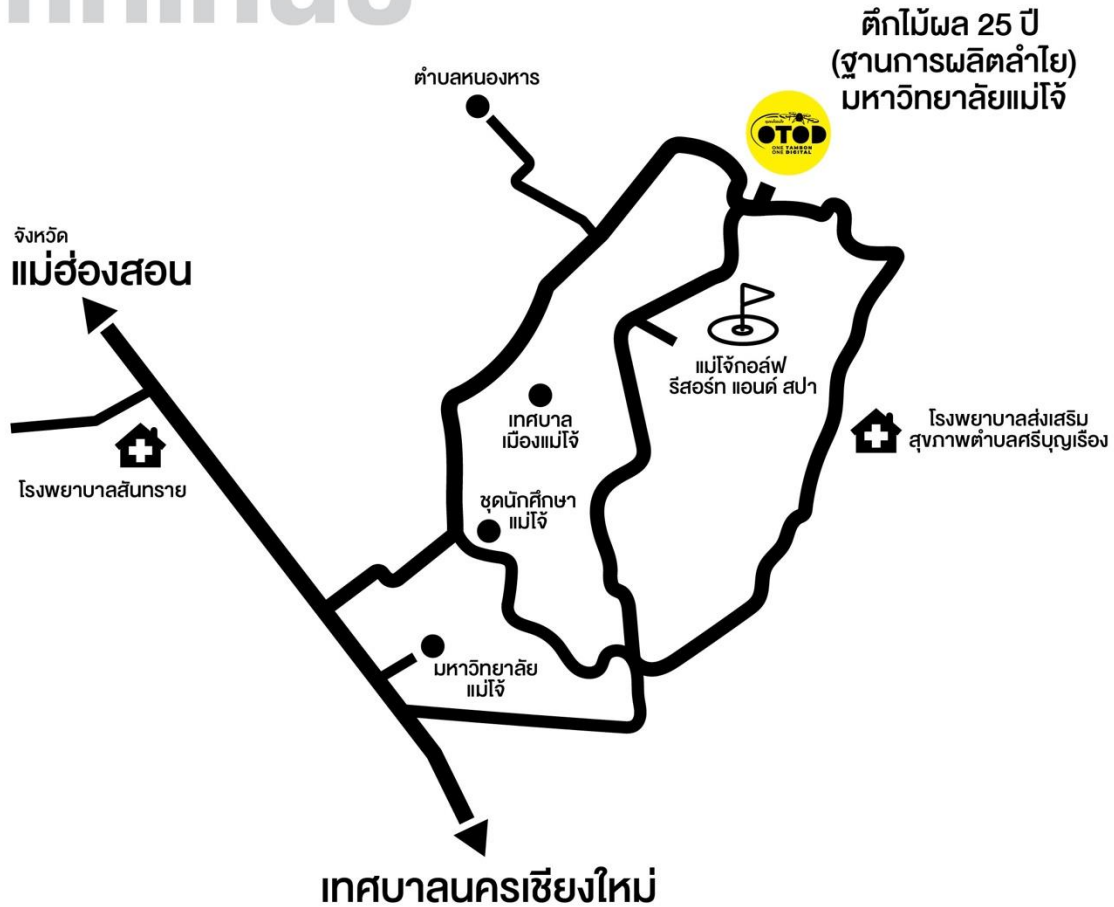 ตึกไม้ผล 25 ปี
(ฐานการผลิตลำไย)
มหาวิทยาลัยแม่โจ้
ตำบลหนองหาร
OTOD
ONE TAMBON
ONE DIGITAL
จังหวัด
แม่ฮ่องสอน
แม่โจ้กอล์ฟ
รีสอร์ท แอนด์ สปา
เทศบาล
เมืองแม่โจ้
โรงพยาบาลส่งเสริม
สุขภาพตำบลศรีบุญเรือง
โรงพยาบาลสันทราย
ชุดนักศึกษา
แม่โจ้
มหาวิทยาลัย
แม่โจ้
เทศบาลนครเชียงใหม่